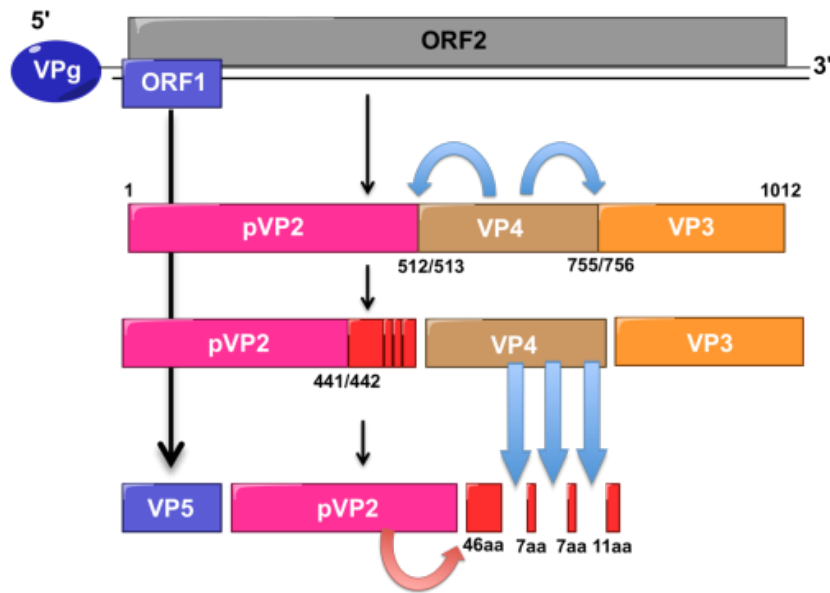 5'
ORF2
VPg
3'
ORF1
1
1012
pVP2
VP4
VP3
512/513
755/756
pVP2
VP4
VP3
441/442
VP5
pVP2
46aa
7aa
7aa
11aa